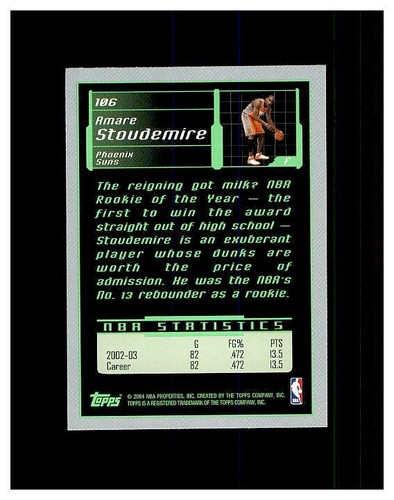 106
Amare
Stoudemire
Phoenix
Suns
F
The reigning got milk? NBA
Rookie of the Year — the
first to win the award
straight out of high school —
Stoudemire is an exuberant
player whose dunks are
worth the price of
admission. He was the NBA's
No. 13 rebounder as a rookie.
NBA STATISTICS
G FG% PTS
2002-03 82 .472 13.5
Career 82 .472 13.5
Topps
© 2004 NBA PROPERTIES, INC. CREATED BY THE TOPPS COMPANY, INC.
TOPPS IS A REGISTERED TRADEMARK OF THE TOPPS COMPANY, INC.
NBA